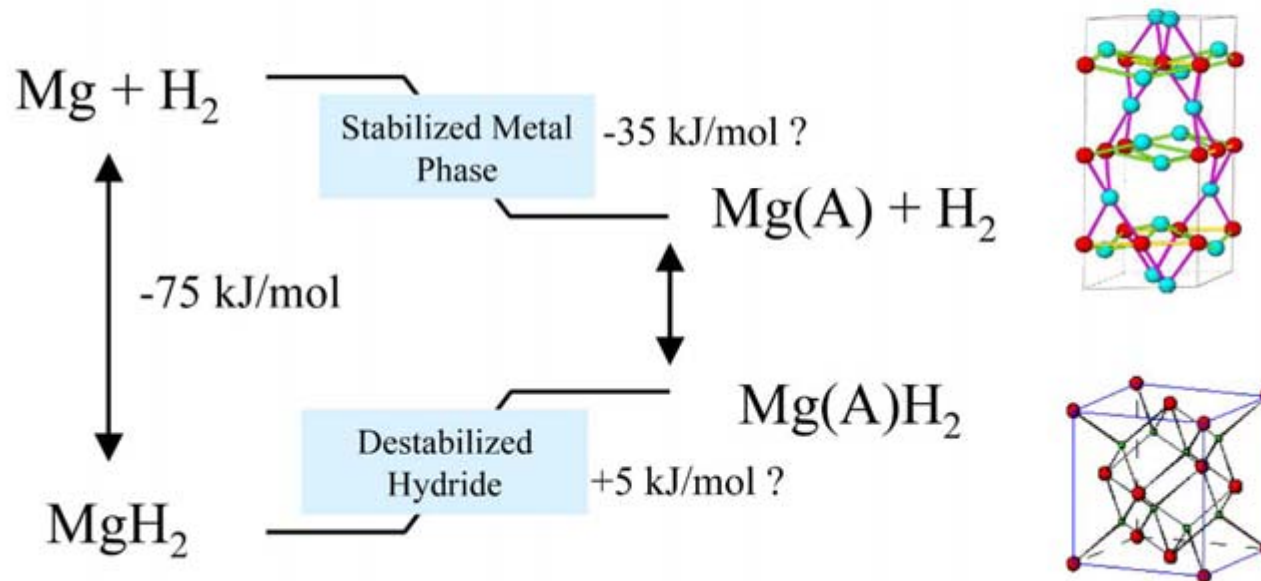 Mg + H₂
Stabilized Metal
Phase
-35 kJ/mol ?
Mg(A) + H₂
-75 kJ/mol
Mg(A)H₂
Destabilized
Hydride
+5 kJ/mol ?
MgH₂